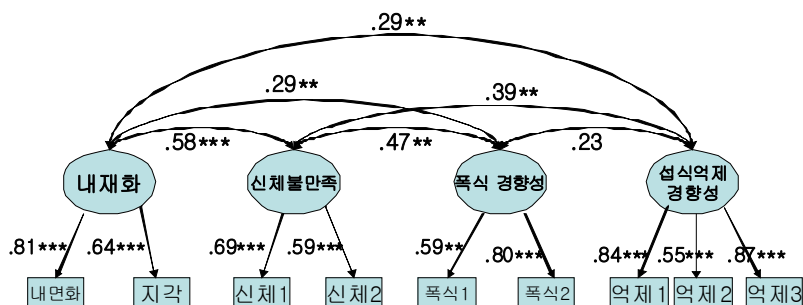 .29**
.29**
.39**
.58***
.47**
.23
내재화
신체불만족
폭식 경향성
섭식억제
경향성
.81***
.64***
.69***
.59***
.59**
.80***
.84***
.55***
.87***
내면화
지각
신체1
신체2
폭식1
폭식2
억제1
억제2
억제3